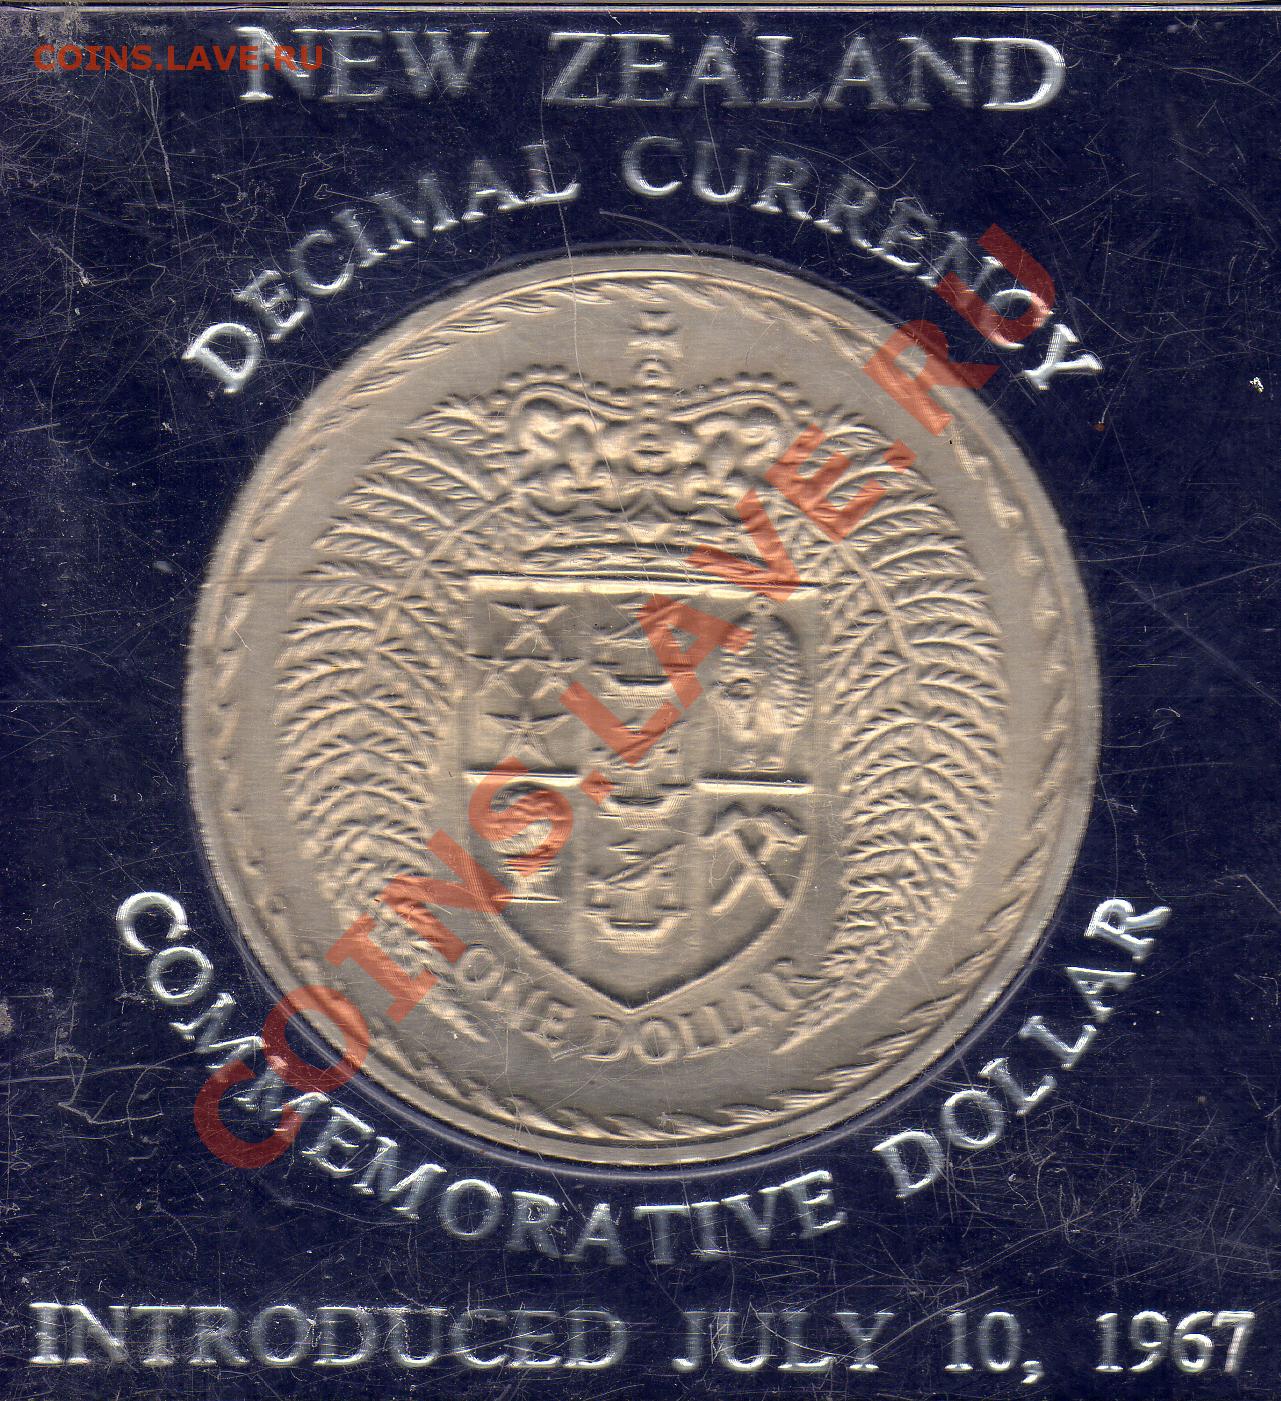 COINS.LAVE.RU
NEW ZEALAND
DECIMAL CURRENCY
COINS.LAVE.RU
ONE DOLLAR
COMMEMORATIVE DOLLAR
INTRODUCED JULY 10, 1967